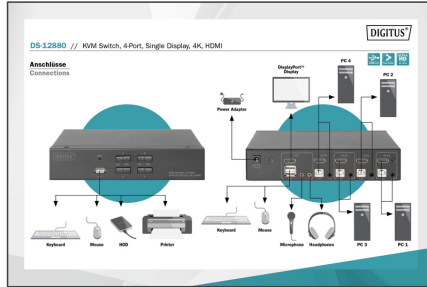 DIGITUS®
DS-12880 // KVM Switch, 4-Port, Single Display, 4K, HDMI
Anschlüsse
Connections
PC 4
DisplayPort™
Display
PC 2
Power Adapter
DIGITUS
Keyboard
Mouse
HDD
Printer
Keyboard
Mouse
Microphone
Headphones
PC 3
PC 1